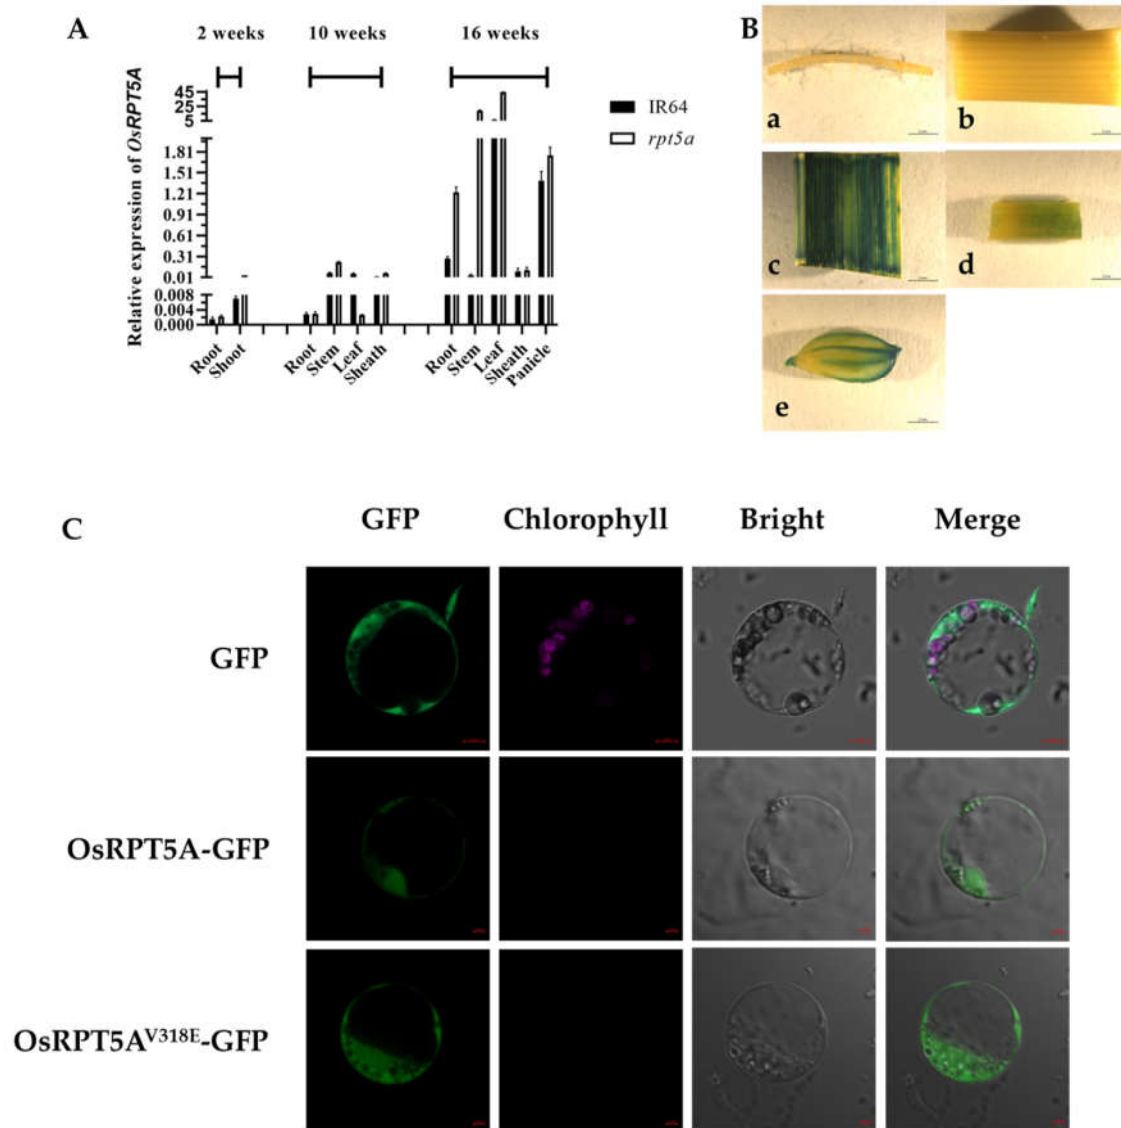 A
2 weeks
10 weeks
16 weeks
Relative expression of OsRPT5A
45
25
5
1.81
1.51
1.21
0.91
0.61
0.31
0.01
0.008
0.004
0.000
Root
Shoot
Root
Stem
Leaf
Sheath
Root
Stem
Leaf
Sheath
Panicle
IR64
rpt5a
B
a
b
c
d
e
C
GFP
Chlorophyll
Bright
Merge
GFP
OsRPT5A-GFP
OsRPT5A^V318E-GFP